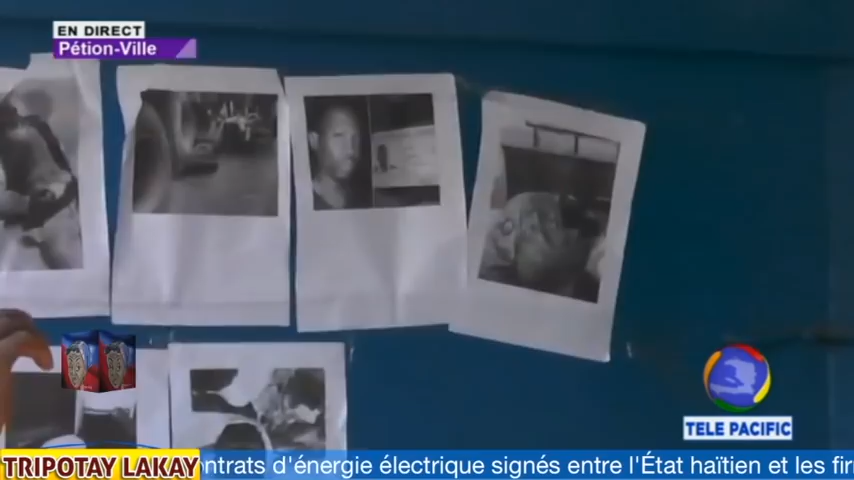 EN DIRECT
Pétion-Ville
TELE PACIFIC
TRIPOTAY LAKAY
ntrats d'énergie électrique signés entre l'État haïtien et les fir